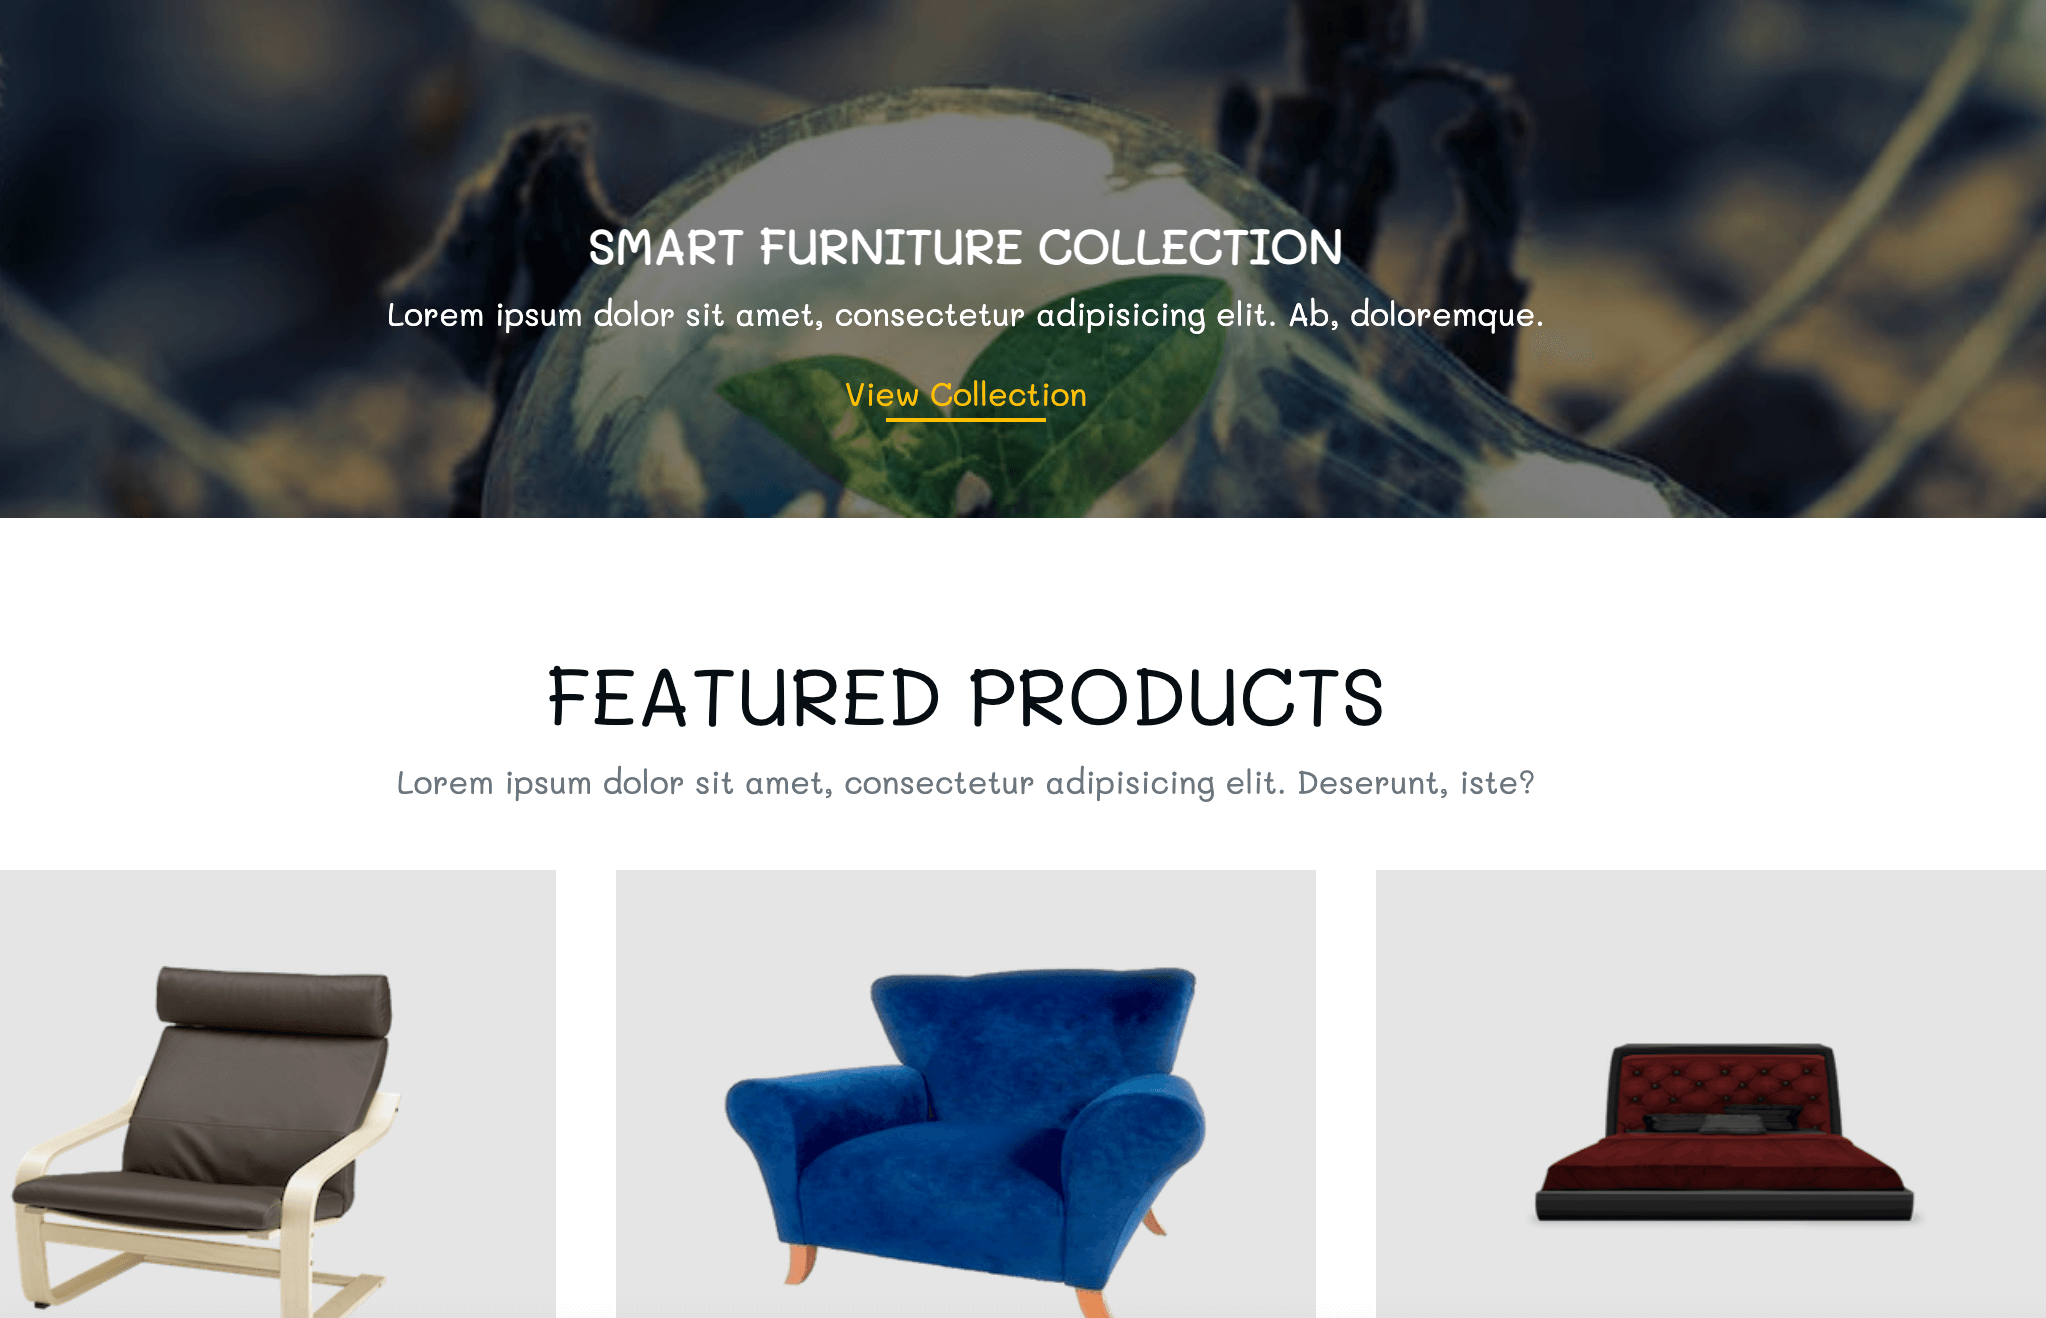 SMART FURNITURE COLLECTION
Lorem ipsum dolor sit amet, consectetur adipisicing elit. Ab, doloremque.
View Collection
FEATURED PRODUCTS
Lorem ipsum dolor sit amet, consectetur adipisicing elit. Deserunt, iste?